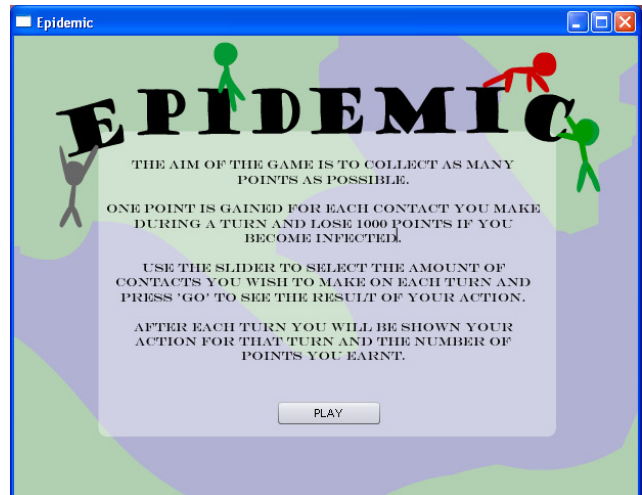 Epidemic
EPIDEMIC
THE AIM OF THE GAME IS TO COLLECT AS MANY
POINTS AS POSSIBLE.
ONE POINT IS GAINED FOR EACH CONTACT YOU MAKE
DURING A TURN AND LOSE 1000 POINTS IF YOU
BECOME INFECTED.
USE THE SLIDER TO SELECT THE AMOUNT OF
CONTACTS YOU WISH TO MAKE ON EACH TURN AND
PRESS 'GO' TO SEE THE RESULT OF YOUR ACTION.
AFTER EACH TURN YOU WILL BE SHOWN YOUR
ACTION FOR THAT TURN AND THE NUMBER OF
POINTS YOU EARNT.
PLAY